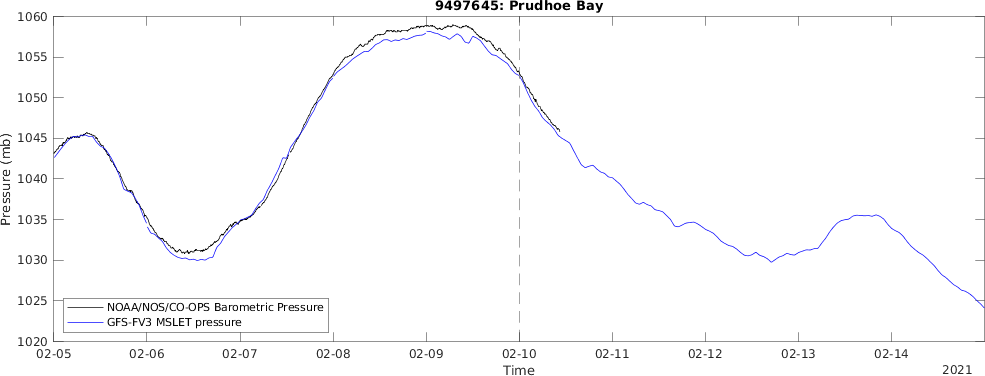 9497645: Prudhoe Bay
Pressure (mb)
1060
1055
1050
1045
1040
1035
1030
1025
1020
NOAA/NOS/CO-OPS Barometric Pressure
GFS-FV3 MSLET pressure
02-05 02-06 02-07 02-08 02-09 02-10 02-11 02-12 02-13 02-14
Time
2021